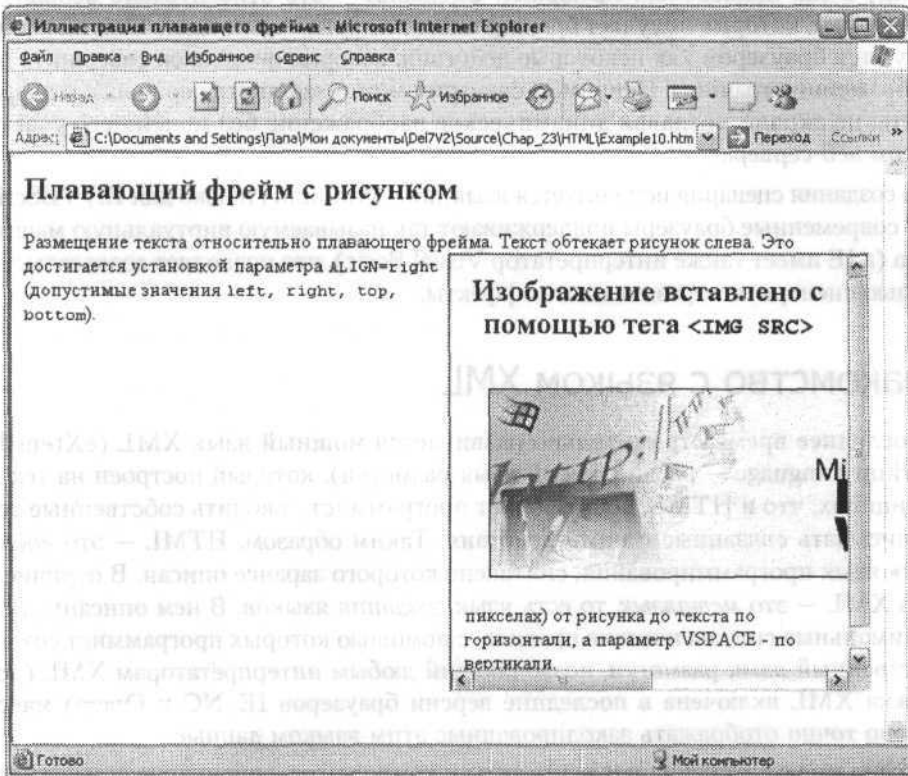 Иллюстрация плавающего фрейма - Microsoft Internet Explorer
Файл Правка Вид Избранное Сервис Справка
Назад Поиск Избранное
Адрес: C:\Documents and Settings\Папа\Мои документы\Del7V2\Source\Chap_23\HTML\Example10.htm Переход Ссылки »
Плавающий фрейм с рисунком
Размещение текста относительно плавающего фрейма. Текст обтекает рисунок слева. Это
достигается установкой параметра ALIGN=right
(допустимые значения left, right, top,
bottom).
Изображение вставлено с
помощью тега <IMG SRC>
http:
Mi
пикселах) от рисунка до текста по
горизонтали, а параметр VSPACE - по
вертикали.
Готово
Мой компьютер